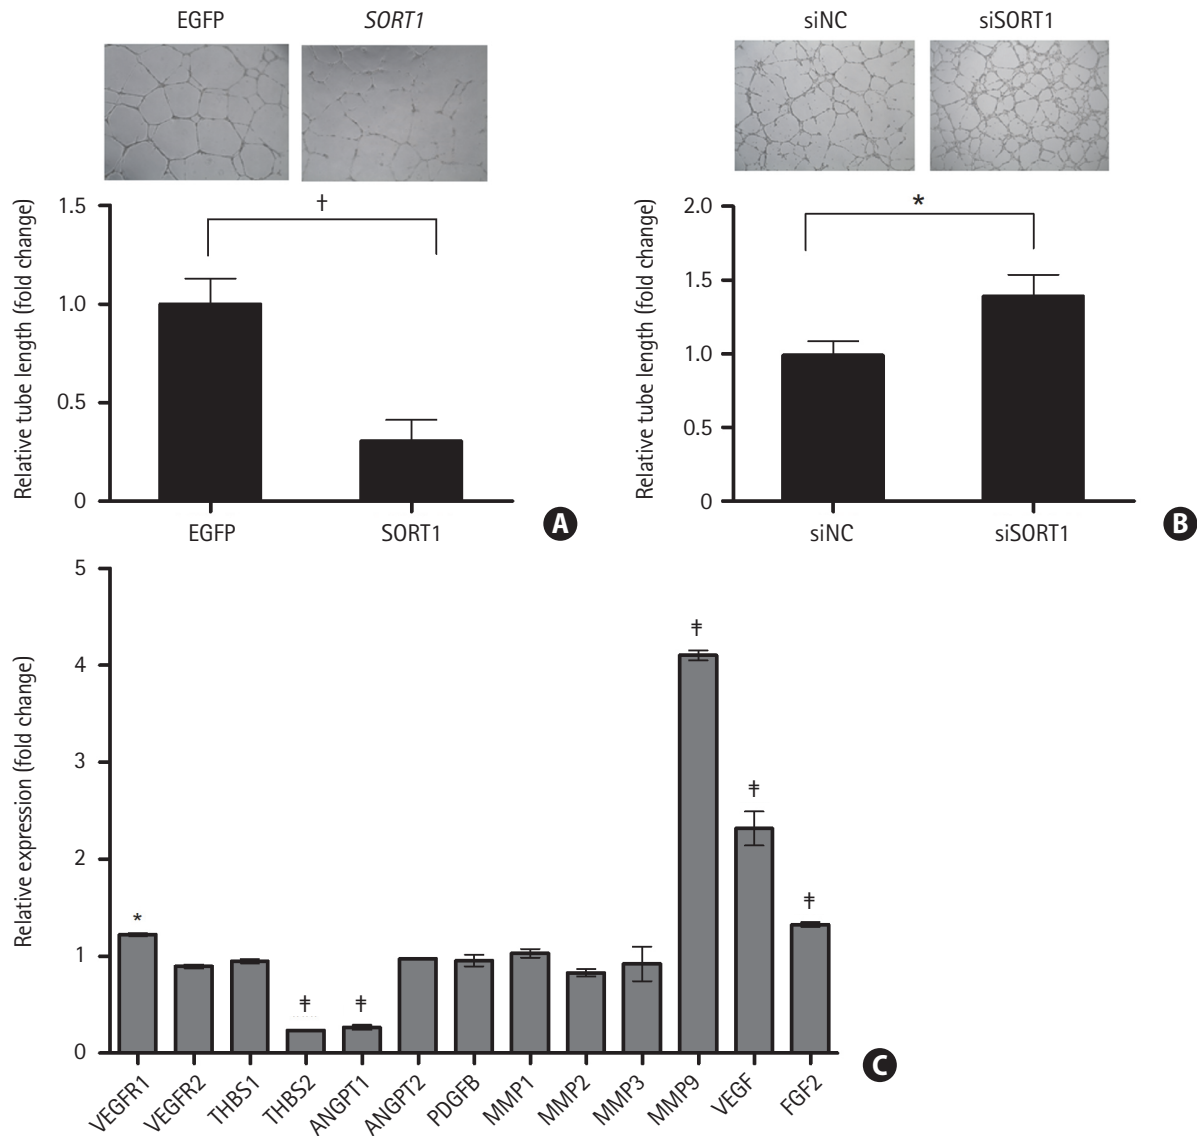 EGFP
SORT1
1.5
†
1.0
0.5
0
Relative tube length (fold change)
EGFP
SORT1
A
siNC
siSORT1
2.0
*
1.5
1.0
0.5
0
Relative tube length (fold change)
siNC
siSORT1
B
5
4
3
2
1
0
Relative expression (fold change)
*
‡
‡
‡
‡
‡
VEGFR1
VEGFR2
THBS1
THBS2
ANGPT1
ANGPT2
PDGFB
MMP1
MMP2
MMP3
MMP9
VEGF
FGF2
C